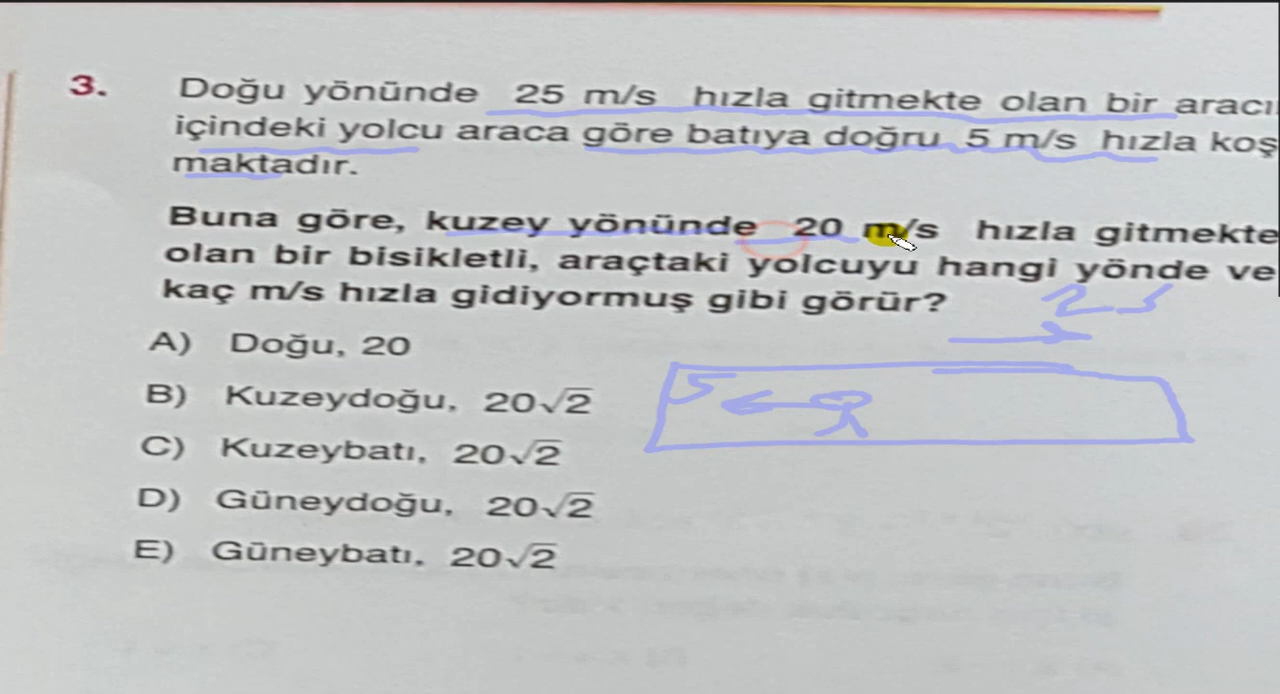 3. Doğu yönünde 25 m/s hızla gitmekte olan bir aracı
içindeki yolcu araca göre batıya doğru 5 m/s hızla koş
maktadır.
Buna göre, kuzey yönünde 20 m/s hızla gitmekte
olan bir bisikletli, araçtaki yolcuyu hangi yönde ve
kaç m/s hızla gidiyormuş gibi görür?
25
A) Doğu, 20
5
B) Kuzeydoğu, 20√2
C) Kuzeybatı, 20√2
D) Güneydoğu, 20√2
E) Güneybatı, 20√2